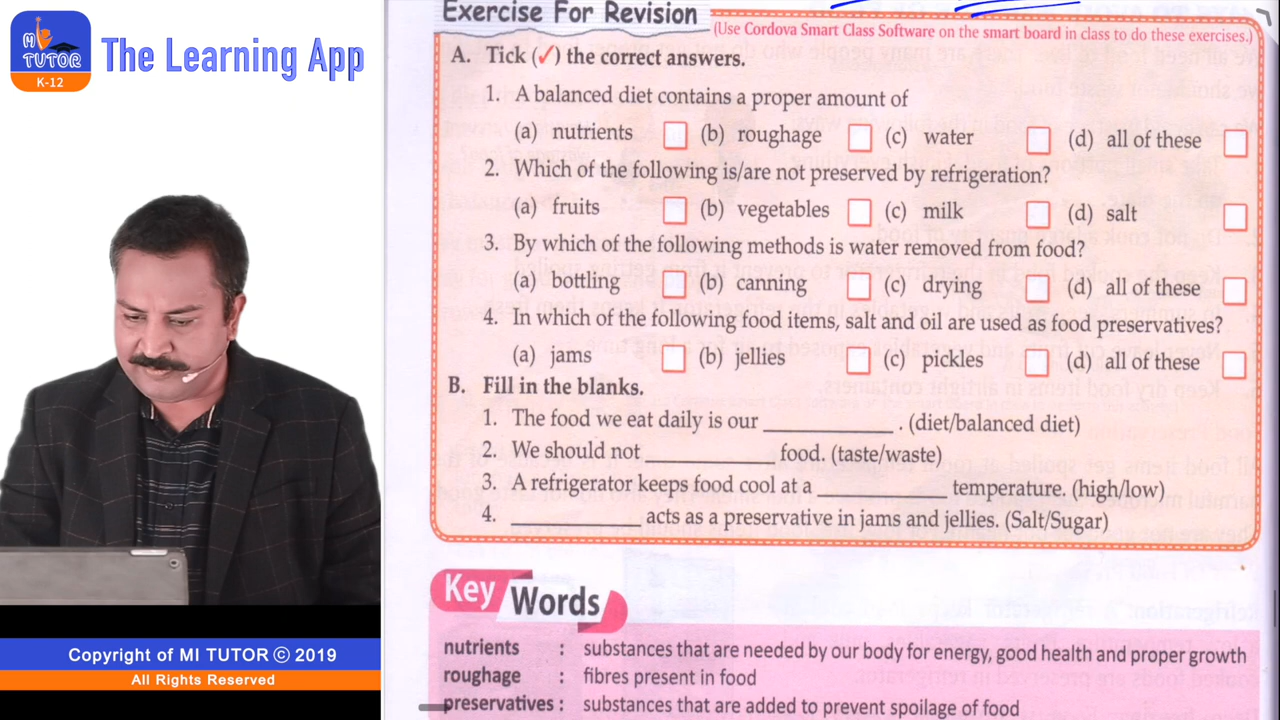 MI
TUTOR
K-12
The Learning App
Exercise For Revision
(Use Cordova Smart Class Software on the smart board in class to do these exercises.)
A. Tick (✓) the correct answers.
1. A balanced diet contains a proper amount of
(a) nutrients (b) roughage (c) water (d) all of these
2. Which of the following is/are not preserved by refrigeration?
(a) fruits (b) vegetables (c) milk (d) salt
3. By which of the following methods is water removed from food?
(a) bottling (b) canning (c) drying (d) all of these
4. In which of the following food items, salt and oil are used as food preservatives?
(a) jams (b) jellies (c) pickles (d) all of these
B. Fill in the blanks.
1. The food we eat daily is our ____________ . (diet/balanced diet)
2. We should not ____________ food. (taste/waste)
3. A refrigerator keeps food cool at a ____________ temperature. (high/low)
4. ____________ acts as a preservative in jams and jellies. (Salt/Sugar)
Key Words
nutrients : substances that are needed by our body for energy, good health and proper growth
roughage : fibres present in food
preservatives : substances that are added to prevent spoilage of food
Copyright of MI TUTOR © 2019
All Rights Reserved